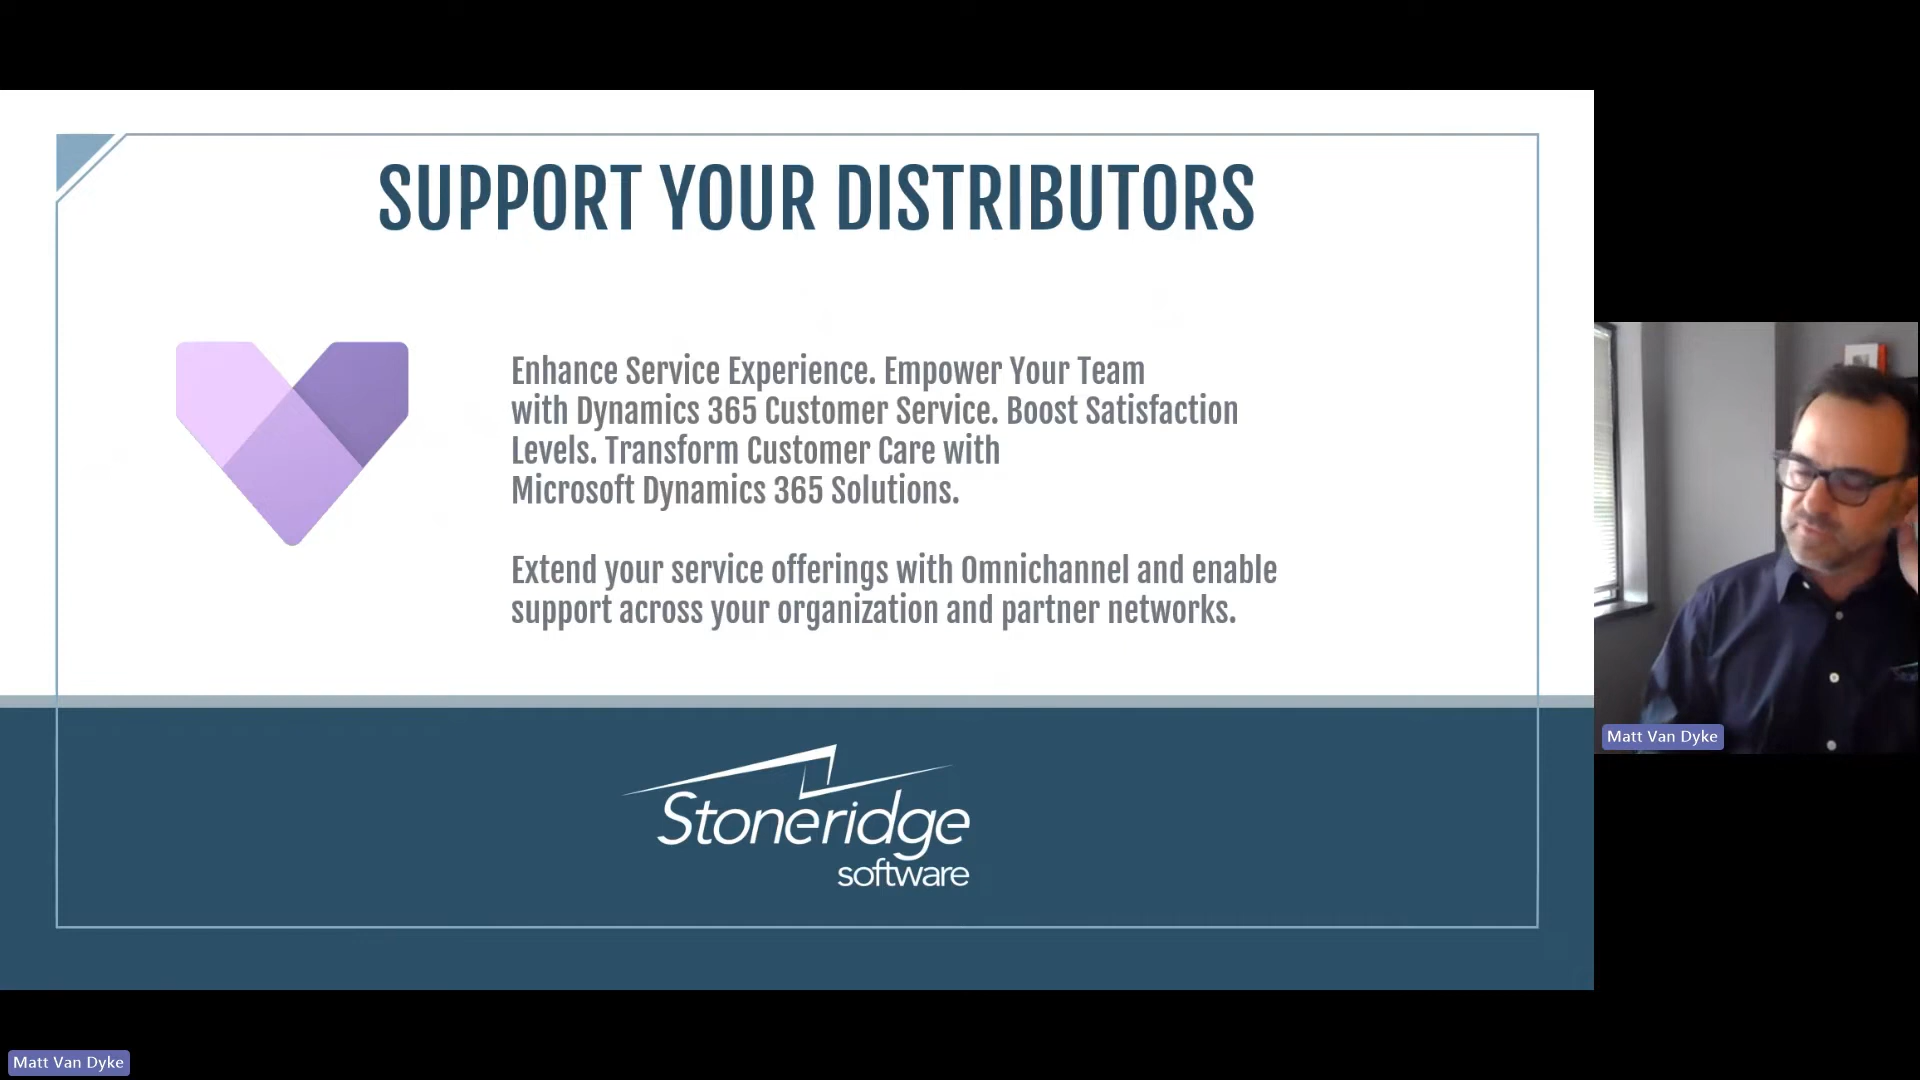 SUPPORT YOUR DISTRIBUTORS
Enhance Service Experience. Empower Your Team
with Dynamics 365 Customer Service. Boost Satisfaction
Levels. Transform Customer Care with
Microsoft Dynamics 365 Solutions.
Extend your service offerings with Omnichannel and enable
support across your organization and partner networks.
Stoneridge
software
Matt Van Dyke
Matt Van Dyke